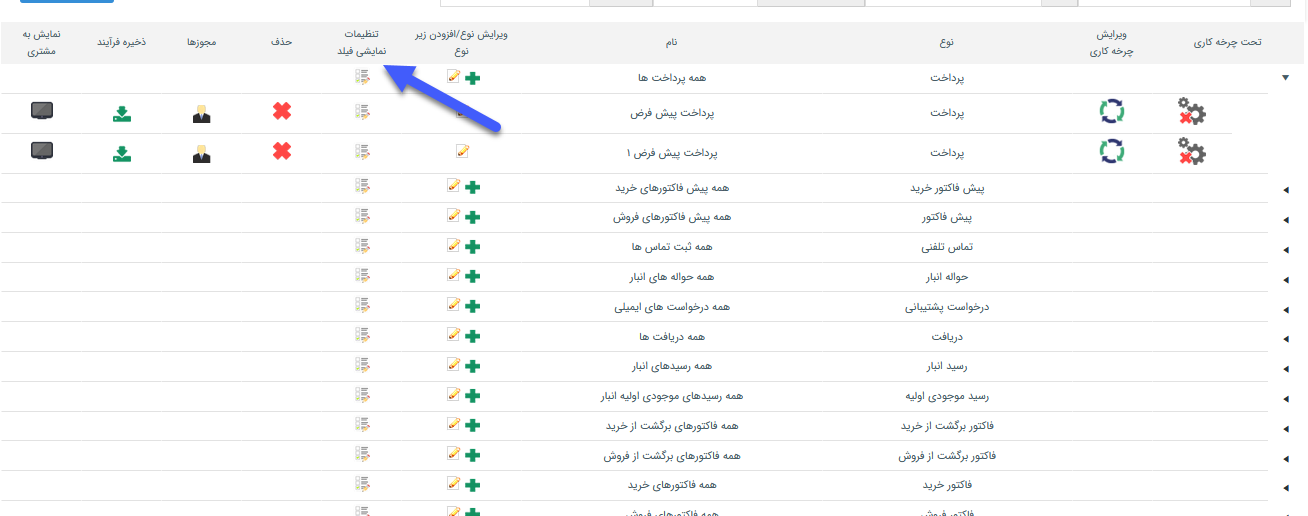 تحت چرخه کاری ویرایش چرخه کاری نوع نام ویرایش نوع/افزودن زیر نوع تنظیمات نمایشی فیلد حذف مجوزها ذخیره فرآیند نمایش به مشتری
پرداخت همه پرداخت ها
پرداخت پرداخت پیش فرض
پرداخت پرداخت پیش فرض ۱
پیش فاکتور خرید همه پیش فاکتورهای خرید
پیش فاکتور همه پیش فاکتورهای فروش
تماس تلفنی همه ثبت تماس ها
حواله انبار همه حواله های انبار
درخواست پشتیبانی همه درخواست های ایمیلی
دریافت همه دریافت ها
رسید انبار همه رسیدهای انبار
رسید موجودی اولیه همه رسیدهای موجودی اولیه انبار
فاکتور برگشت از خرید همه فاکتورهای برگشت از خرید
فاکتور برگشت از فروش همه فاکتورهای برگشت از فروش
فاکتور خرید همه فاکتورهای خرید
فاکتور فروش همه فاکتورهای فروش